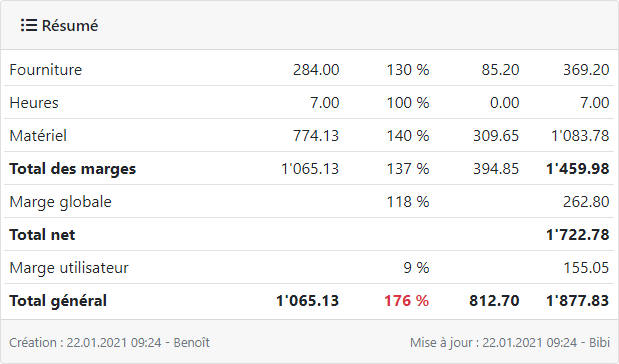 Résumé
Fourniture 284.00 130 % 85.20 369.20
Heures 7.00 100 % 0.00 7.00
Matériel 774.13 140 % 309.65 1'083.78
Total des marges 1'065.13 137 % 394.85 1'459.98
Marge globale 118 % 262.80
Total net 1'722.78
Marge utilisateur 9 % 155.05
Total général 1'065.13 176 % 812.70 1'877.83
Création : 22.01.2021 09:24 - Benoît Mise à jour : 22.01.2021 09:24 - Bibi